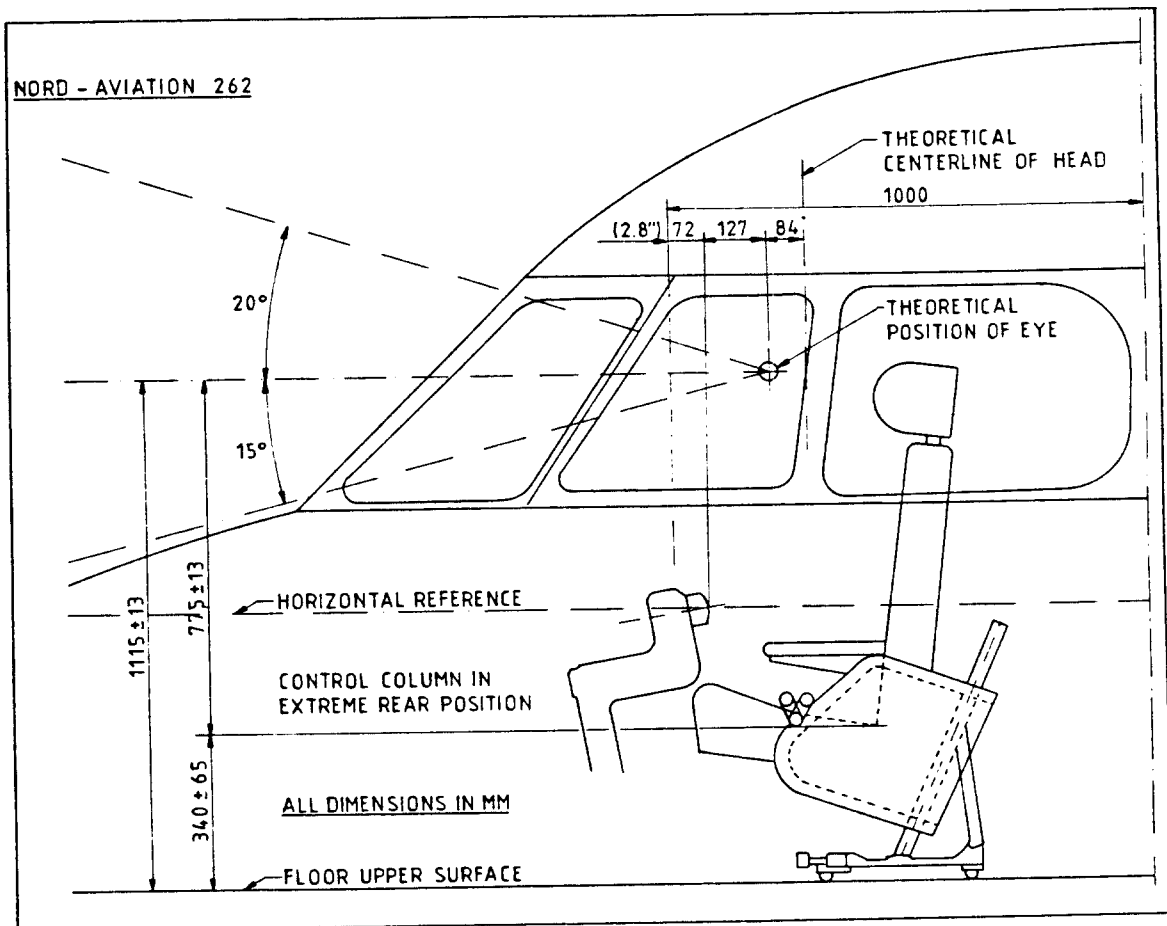 NORD - AVIATION 262
THEORETICAL
CENTERLINE OF HEAD
1000
(2.8") 72 127 84
20°
THEORETICAL
POSITION OF EYE
15°
1115±13
775±13
HORIZONTAL REFERENCE
CONTROL COLUMN IN
EXTREME REAR POSITION
340±65
ALL DIMENSIONS IN MM
FLOOR UPPER SURFACE